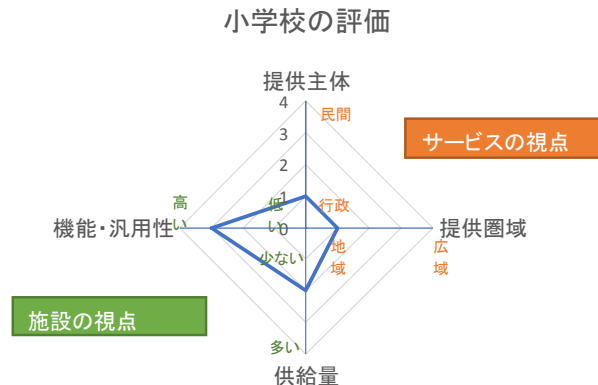 小学校の評価
提供主体
4
民間
3
サービスの視点
2
高い
1
低い
行政
機能・汎用性
0
提供圏域
少ない
地域
広域
施設の視点
多い
供給量